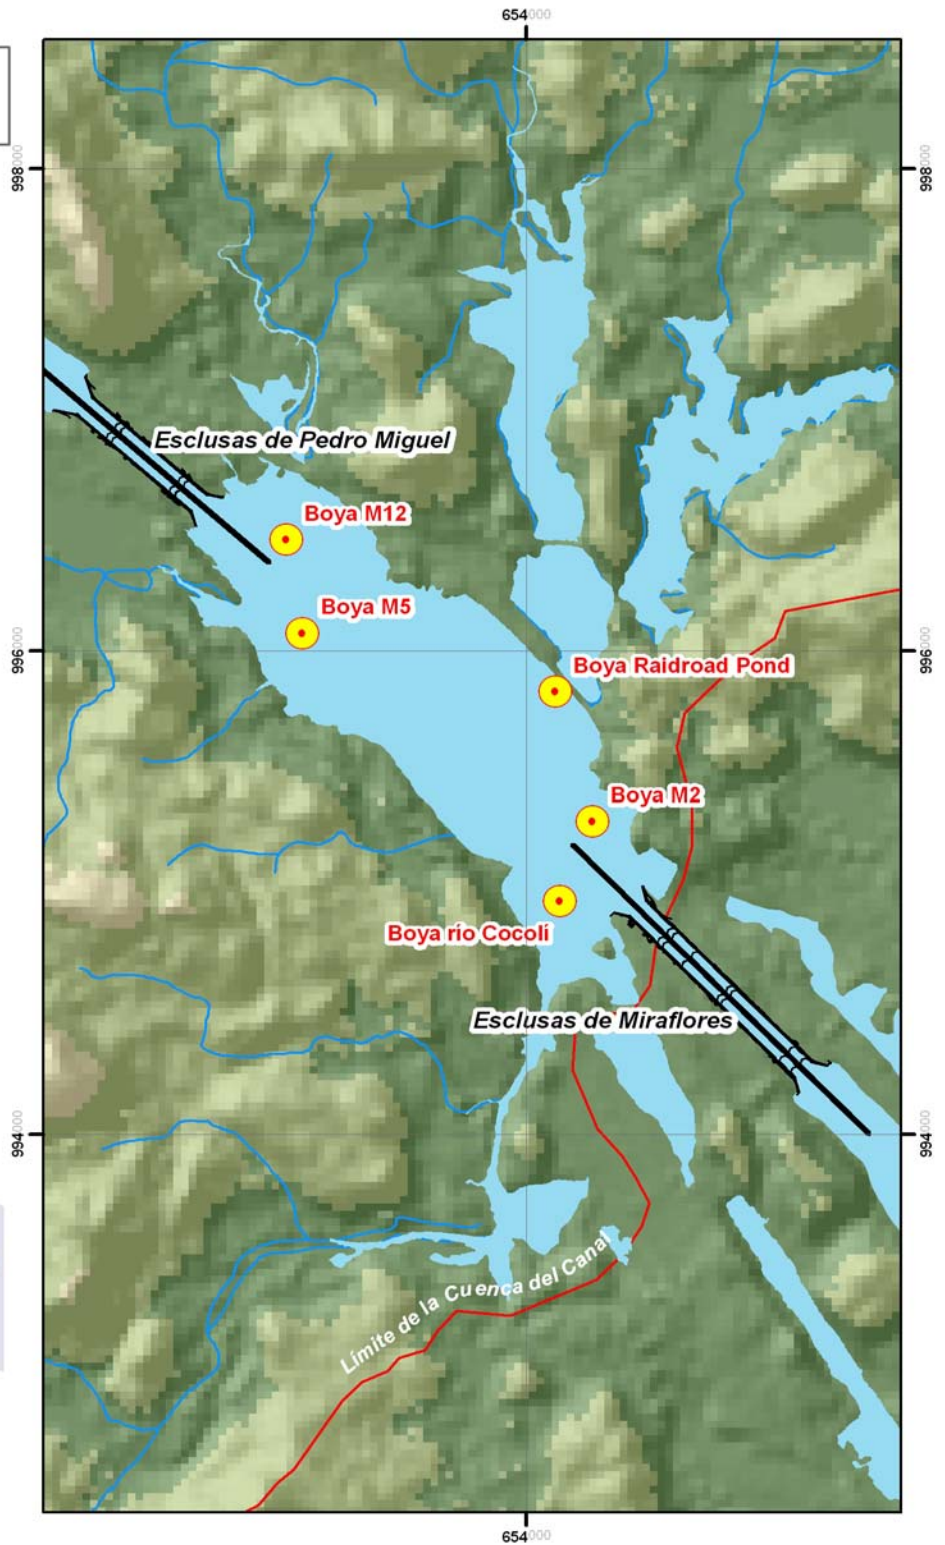 654000
998000
998000
Esclusas de Pedro Miguel
Boya M12
Boya M5
996000
996000
Boya Raidroad Pond
Boya M2
Boya río Cocolí
Esclusas de Miraflores
994000
994000
Límite de la Cuenca del Canal
654000